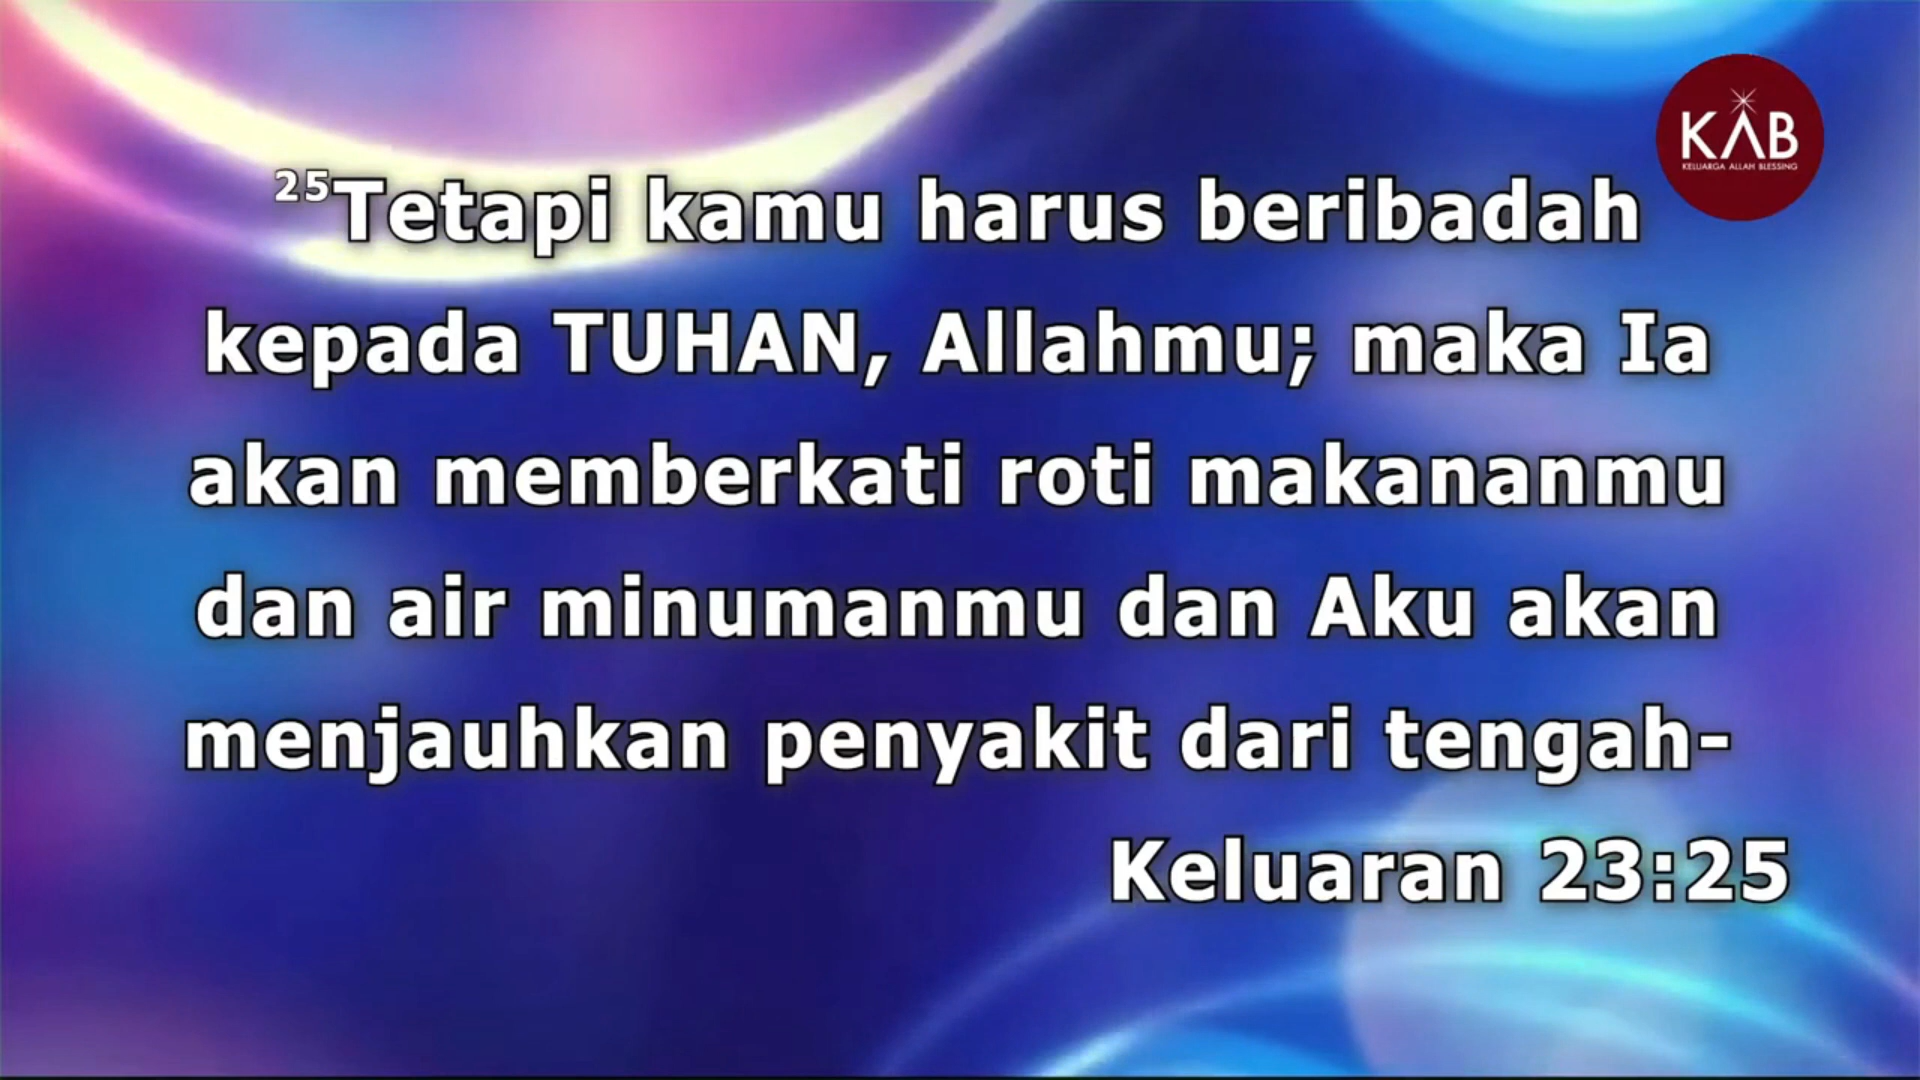 KAB
KELUARGA ALLAH BLESSING
25Tetapi kamu harus beribadah
kepada TUHAN, Allahmu; maka Ia
akan memberkati roti makananmu
dan air minumanmu dan Aku akan
menjauhkan penyakit dari tengah-
Keluaran 23:25